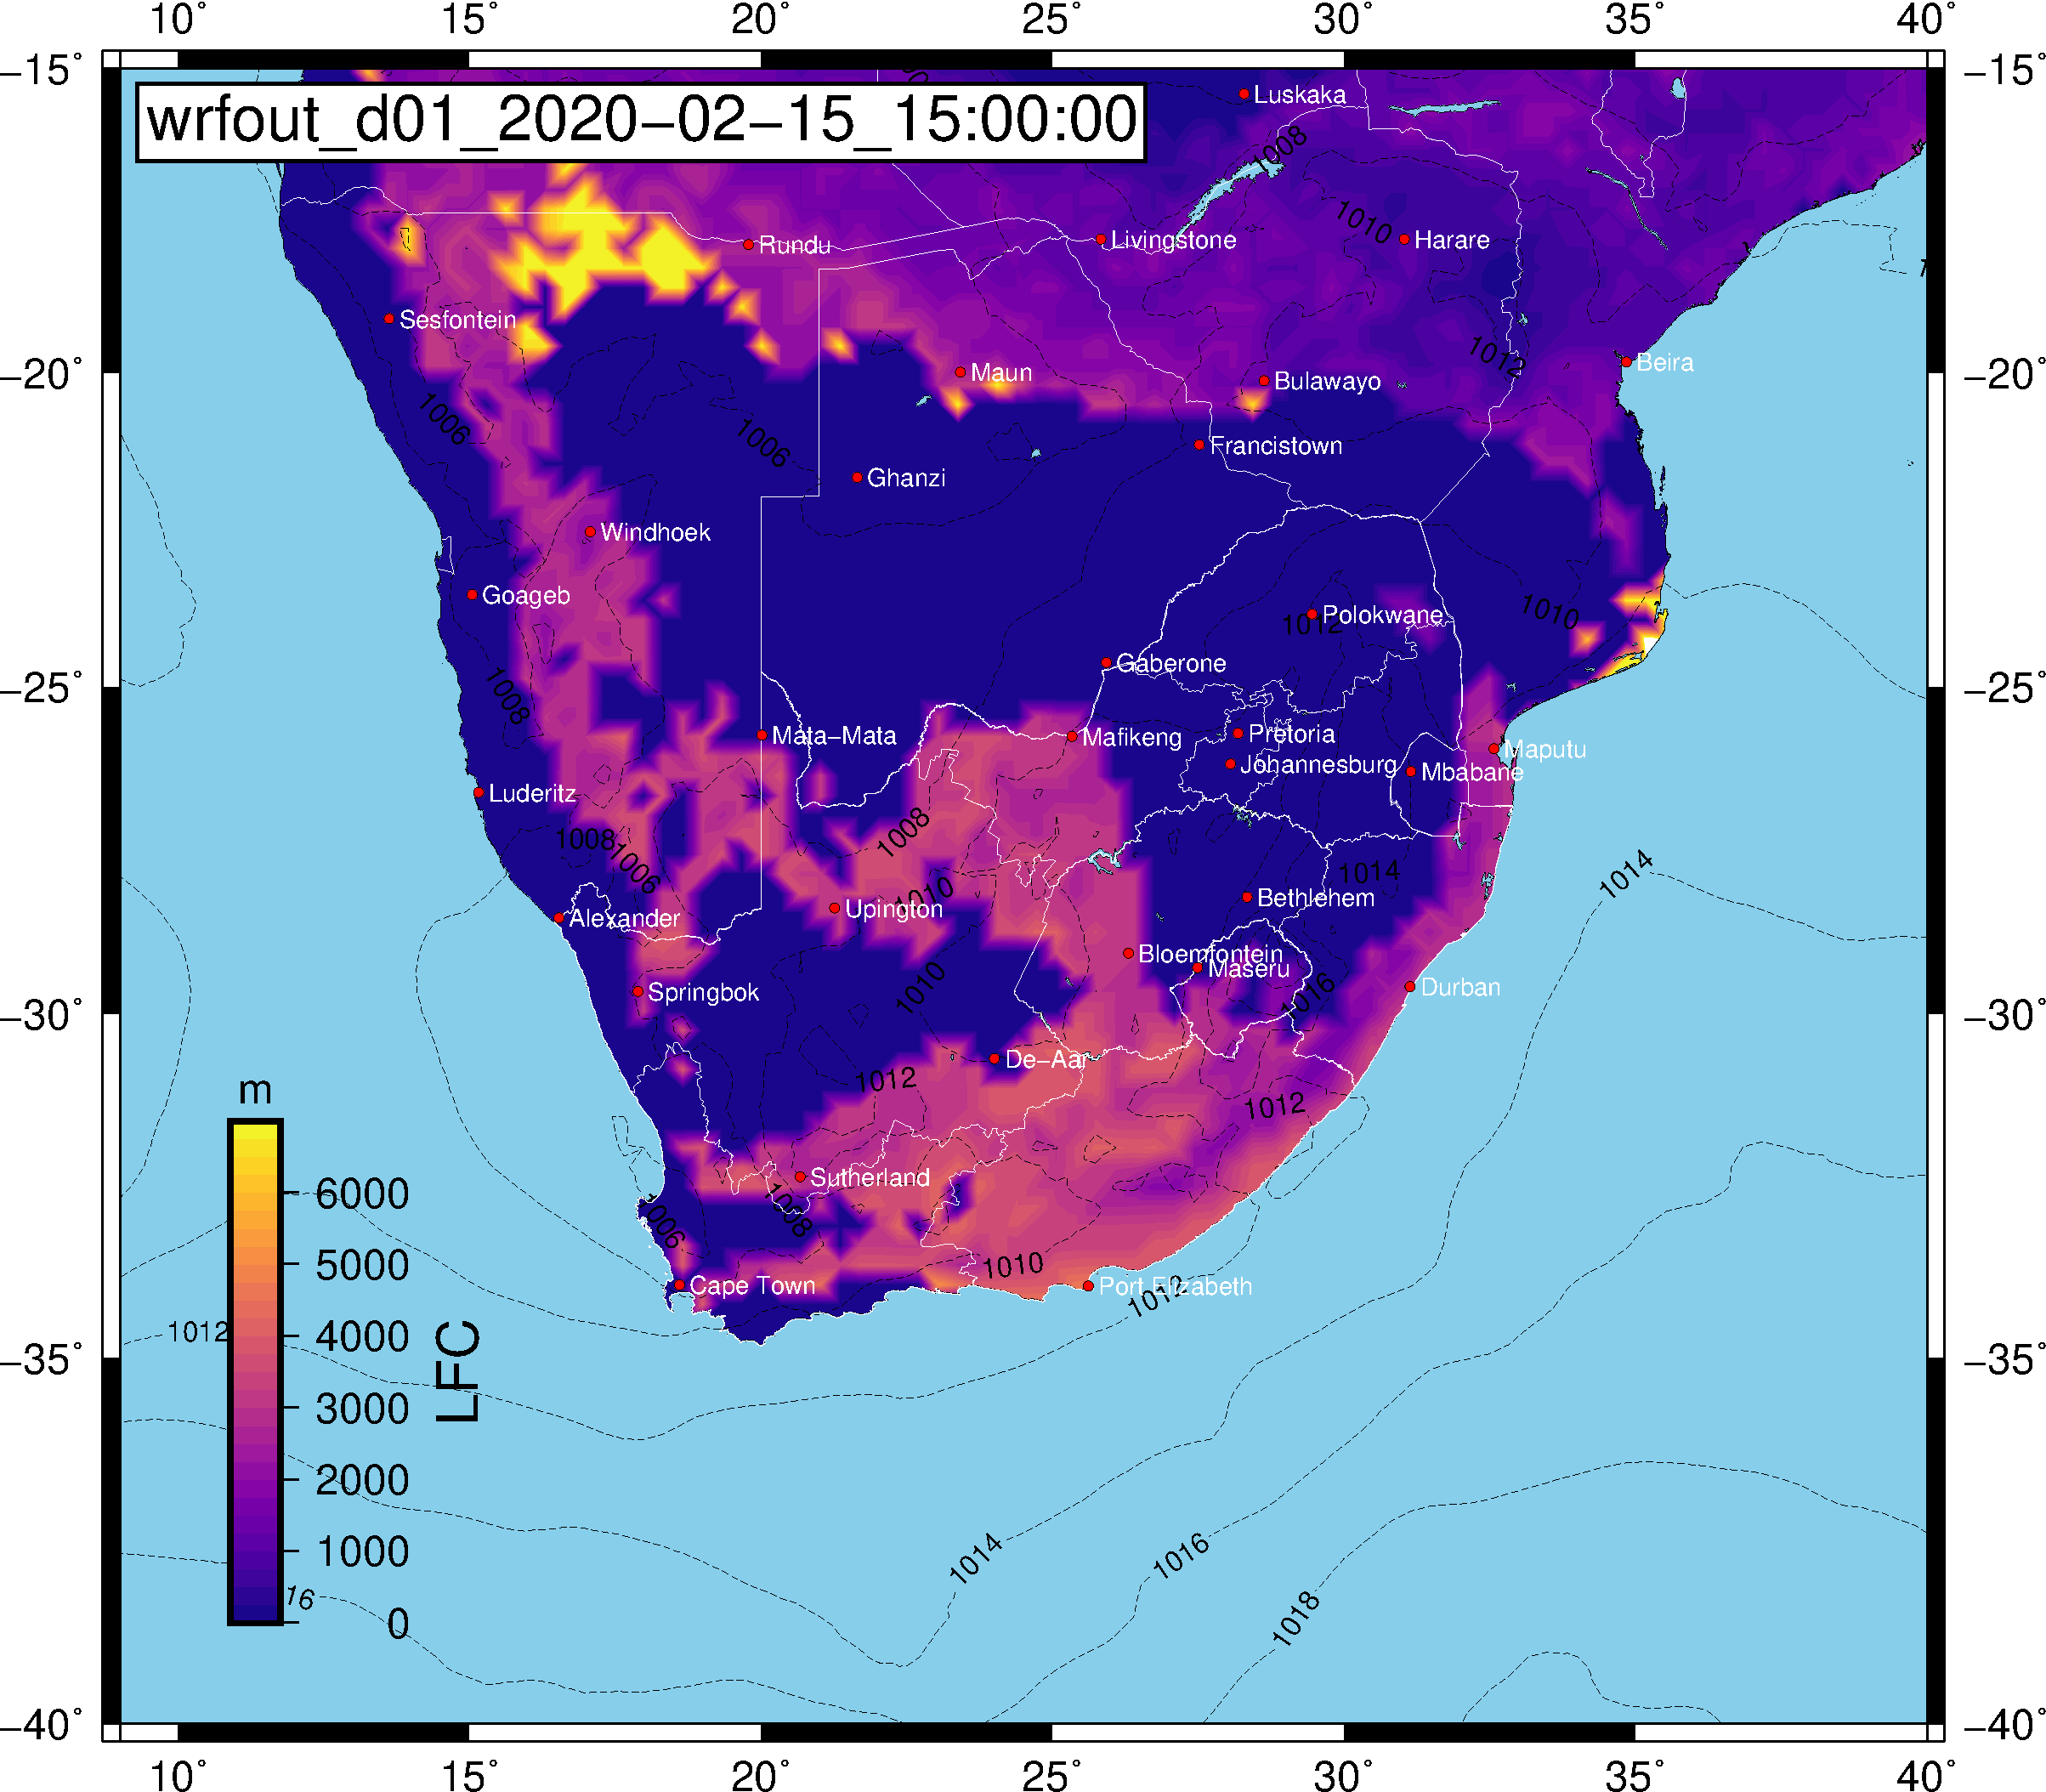 10° 15° 20° 25° 30° 35° 40°
−15° −15°
wrfout_d01_2020−02−15_15:00:00
Luskaka
1008
1010
Rundu Livingstone Harare
Sesfontein
1012
−20° Maun Bulawayo Beira −20°
1006 1006
Francistown
Ghanzi
Windhoek
Goageb
1010
Polokwane
1012
Gaberone
−25° 1008 −25°
Mata−Mata Mafikeng Pretoria Maputu
Johannesburg Mbabane
Luderitz
1008 1008
1006
1014 1014
1010
Bethlehem
Alexander Upington
Bloemfontein
Maseru
Springbok 1010 1016 Durban
−30° −30°
De−Aar
1012
m
1012
Sutherland
6000
1008
1006
5000
1010
Cape Town Port Elizabeth
1012
1012
4000
−35° −35°
LFC
3000
2000
1000
1014 1016
16
1018
0
−40° −40°
10° 15° 20° 25° 30° 35° 40°